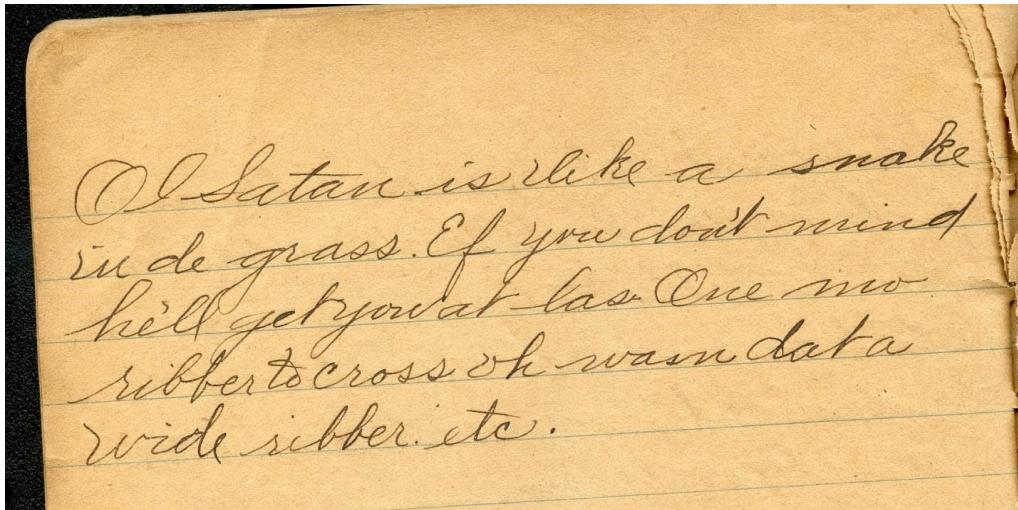 Ol Satan is like a snake
in de grass. Ef you don't mind
he'll get you at las. One mo
ribber to cross oh wasn dat a
wide ribber. etc.